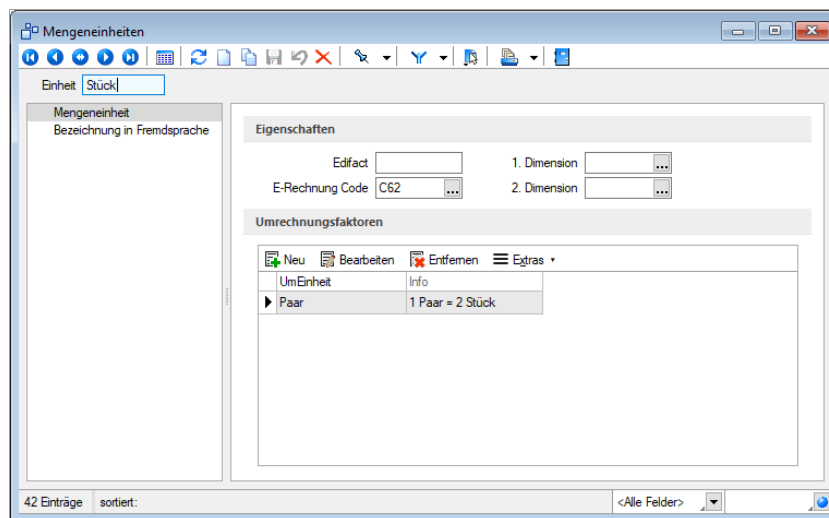 Mengeneinheiten
Einheit Stück
Mengeneinheit
Bezeichnung in Fremdsprache
Eigenschaften
Edifact 1. Dimension ...
E-Rechnung Code C62 ... 2. Dimension ...
Umrechnungsfaktoren
Neu Bearbeiten Entfernen Extras
UmEinheit Info
Paar 1 Paar = 2 Stück
42 Einträge sortiert: <Alle Felder>